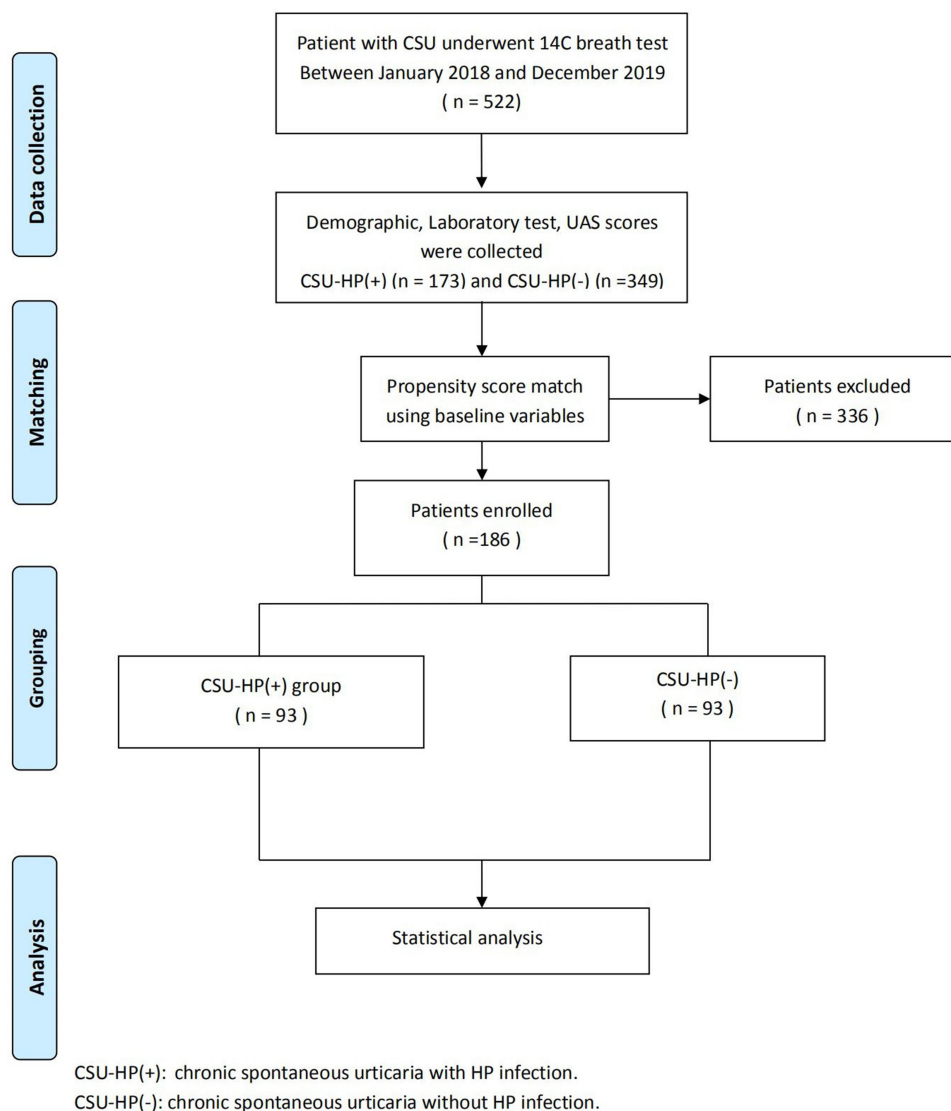 Data collection
Patient with CSU underwent 14C breath test
Between January 2018 and December 2019
( n = 522)
Demographic, Laboratory test, UAS scores
were collected
CSU-HP(+) (n = 173) and CSU-HP(-) (n =349)
Matching
Propensity score match
using baseline variables
Patients excluded
( n = 336 )
Patients enrolled
( n =186 )
Grouping
CSU-HP(+) group
( n = 93 )
CSU-HP(-)
( n = 93 )
Analysis
Statistical analysis
CSU-HP(+): chronic spontaneous urticaria with HP infection.
CSU-HP(-): chronic spontaneous urticaria without HP infection.